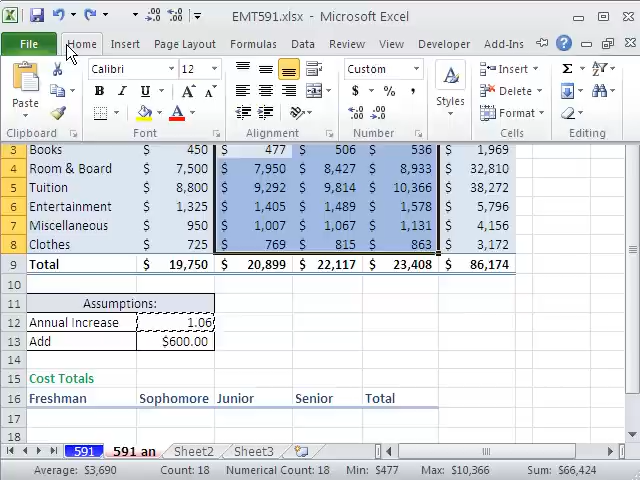 EMT591.xlsx - Microsoft Excel
File Home Insert Page Layout Formulas Data Review View Developer Add-Ins
Calibri 12 Custom Insert Σ
Paste B I U A A $ % , Styles Delete
A Format
Clipboard Font Alignment Number Cells Editing
3 Books $ 450 $ 477 $ 506 $ 536 $ 1,969
4 Room & Board $ 7,500 $ 7,950 $ 8,427 $ 8,933 $ 32,810
5 Tuition $ 8,800 $ 9,292 $ 9,814 $ 10,366 $ 38,272
6 Entertainment $ 1,325 $ 1,405 $ 1,489 $ 1,578 $ 5,796
7 Miscellaneous $ 950 $ 1,007 $ 1,067 $ 1,131 $ 4,156
8 Clothes $ 725 $ 769 $ 815 $ 863 $ 3,172
9 Total $ 19,750 $ 20,899 $ 22,117 $ 23,408 $ 86,174
10
11 Assumptions:
12 Annual Increase 1.06
13 Add $600.00
14
15 Cost Totals
16 Freshman Sophomore Junior Senior Total
17
18
591 591 an Sheet2 Sheet3
Average: $3,690 Count: 18 Numerical Count: 18 Min: $477 Max: $10,366 Sum: $66,424